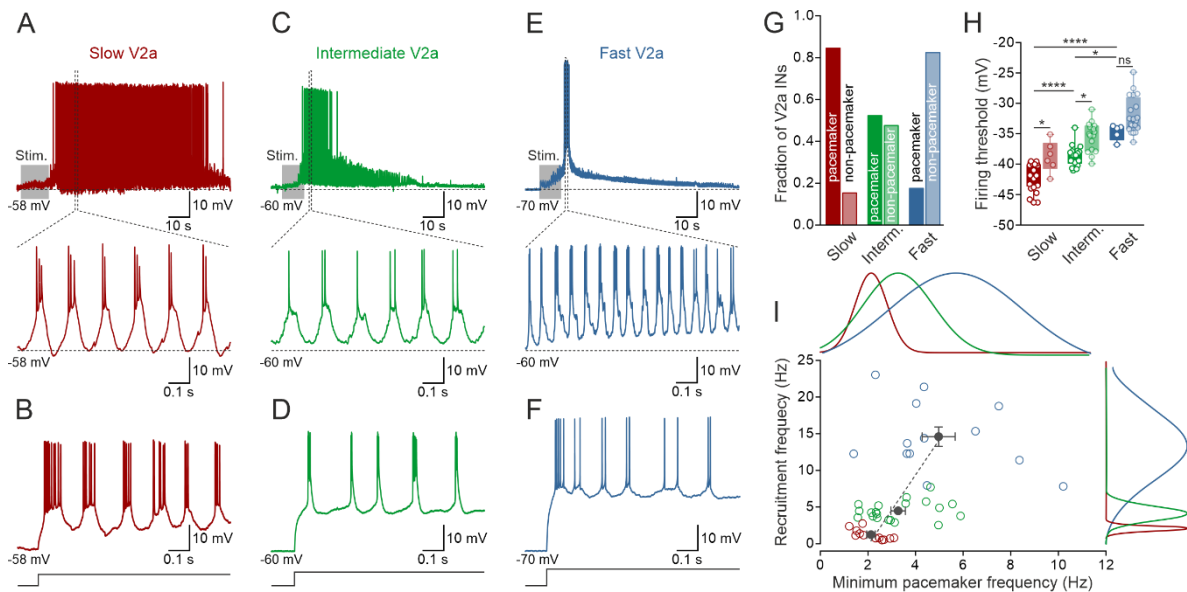 A
C
E
G
H
Slow V2a
Intermediate V2a
Fast V2a
Stim.
-58 mV
10 mV
10 s
Stim.
-60 mV
10 mV
10 s
Stim.
-70 mV
10 mV
10 s
-58 mV
10 mV
0.1 s
-60 mV
10 mV
0.1 s
-60 mV
10 mV
0.1 s
Fraction of V2a INs
1.0
0.8
0.6
0.4
0.2
0.0
pacemaker
non-pacemaker
pacemaker
non-pacemaker
pacemaker
non-pacemaker
Slow
Interm.
Fast
Firing threshold (mV)
-20
-25
-30
-35
-40
-45
-50
****
*
ns
****
*
*
Slow
Interm.
Fast
B
D
F
-58 mV
10 mV
0.1 s
-60 mV
10 mV
0.1 s
-70 mV
10 mV
0.1 s
I
Recruitment frequecy (Hz)
25
20
15
10
5
0
0
2
4
6
8
10
12
Minimum pacemaker frequency (Hz)